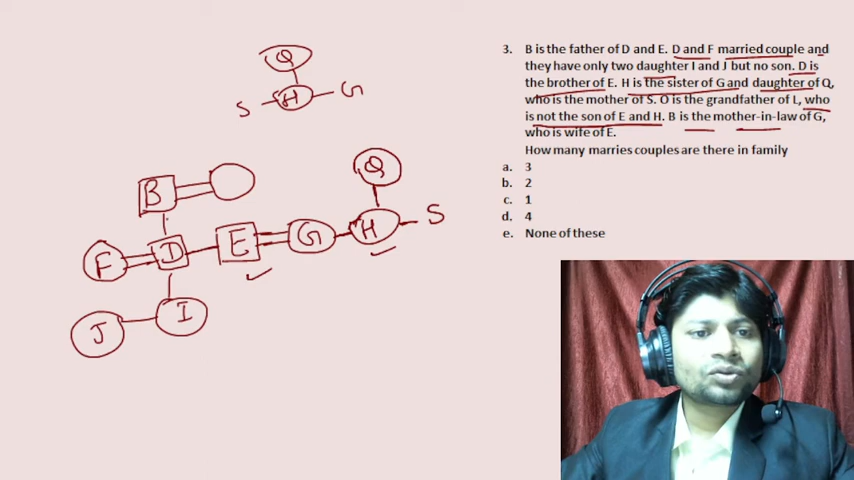 3. B is the father of D and E. D and F married couple and
they have only two daughter I and J but no son. D is
the brother of E. H is the sister of G and daughter of Q,
who is the mother of S. O is the grandfather of L, who
is not the son of E and H. B is the mother-in-law of G,
who is wife of E.
How many marries couples are there in family
a. 3
b. 2
c. 1
d. 4
e. None of these
Q
S H G
B Q
F D E G H S
J I